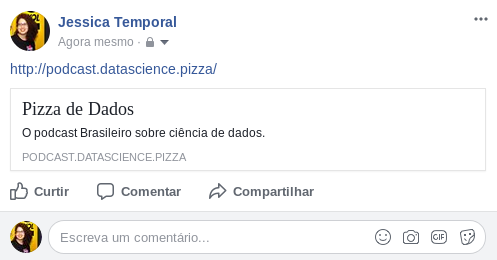 Jessica Temporal
Agora mesmo ·
http://podcast.datascience.pizza/
Pizza de Dados
O podcast Brasileiro sobre ciência de dados.
PODCAST.DATASCIENCE.PIZZA
Curtir Comentar Compartilhar
Escreva um comentário... GIF